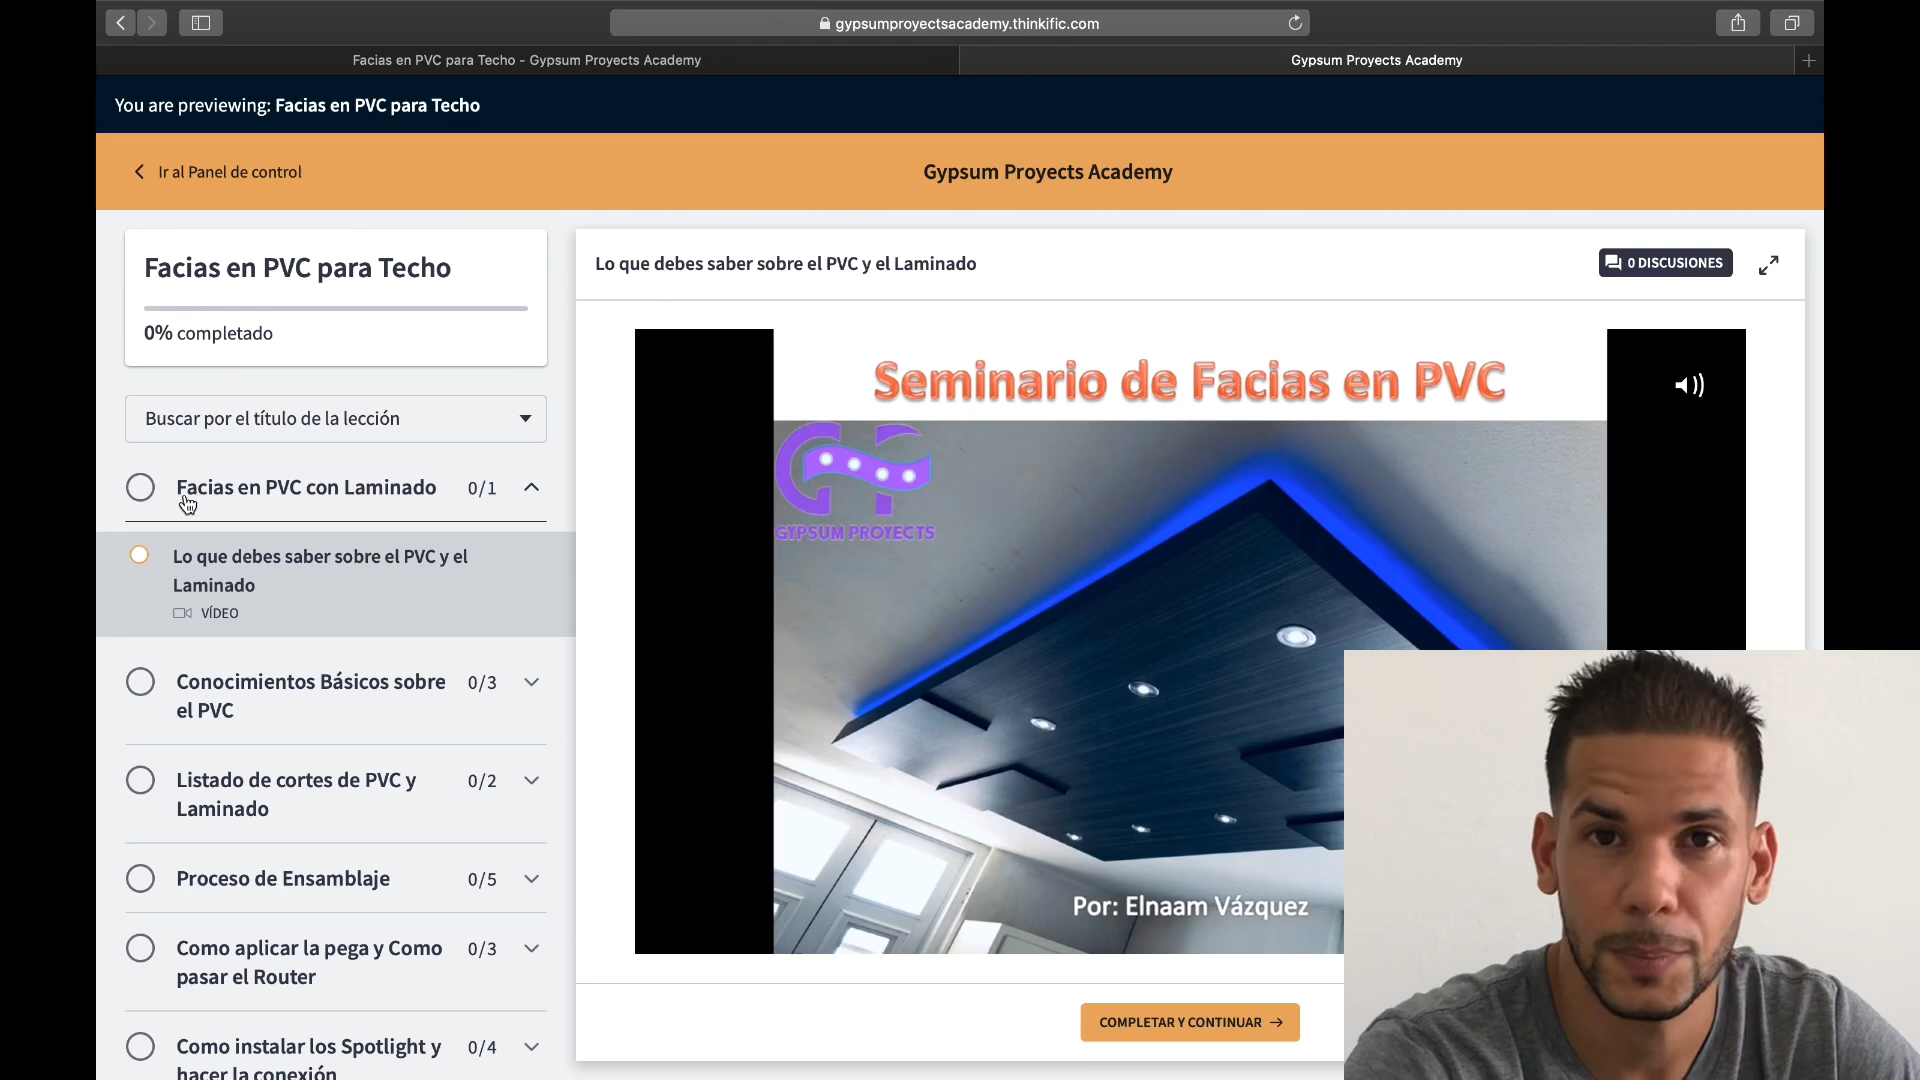 gypsumproyectsacademy.thinkific.com
Facias en PVC para Techo - Gypsum Proyects Academy
Gypsum Proyects Academy
You are previewing: Facias en PVC para Techo
Ir al Panel de control
Gypsum Proyects Academy
Facias en PVC para Techo
0% completado
Buscar por el título de la lección
Facias en PVC con Laminado 0/1
Lo que debes saber sobre el PVC y el
Laminado
VÍDEO
Conocimientos Básicos sobre 0/3
el PVC
Listado de cortes de PVC y 0/2
Laminado
Proceso de Ensamblaje 0/5
Como aplicar la pega y Como 0/3
pasar el Router
Como instalar los Spotlight y 0/4
hacer la conexión
Lo que debes saber sobre el PVC y el Laminado
0 DISCUSIONES
Seminario de Facias en PVC
GYPSUM PROYECTS
Por: Elnaam Vázquez
COMPLETAR Y CONTINUAR